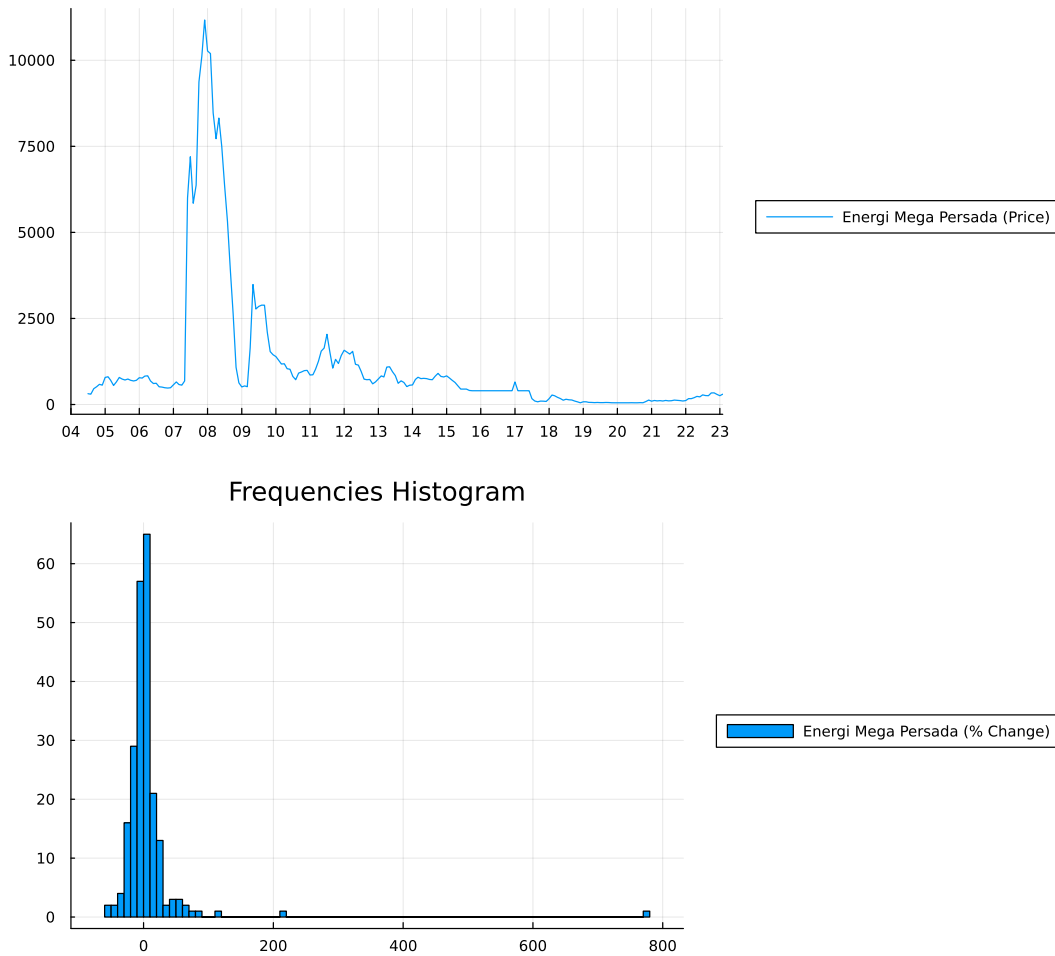 10000
7500
5000
2500
0
04 05 06 07 08 09 10 11 12 13 14 15 16 17 18 19 20 21 22 23
Energi Mega Persada (Price)
Frequencies Histogram
60
50
40
30
20
10
0
0 200 400 600 800
Energi Mega Persada (% Change)